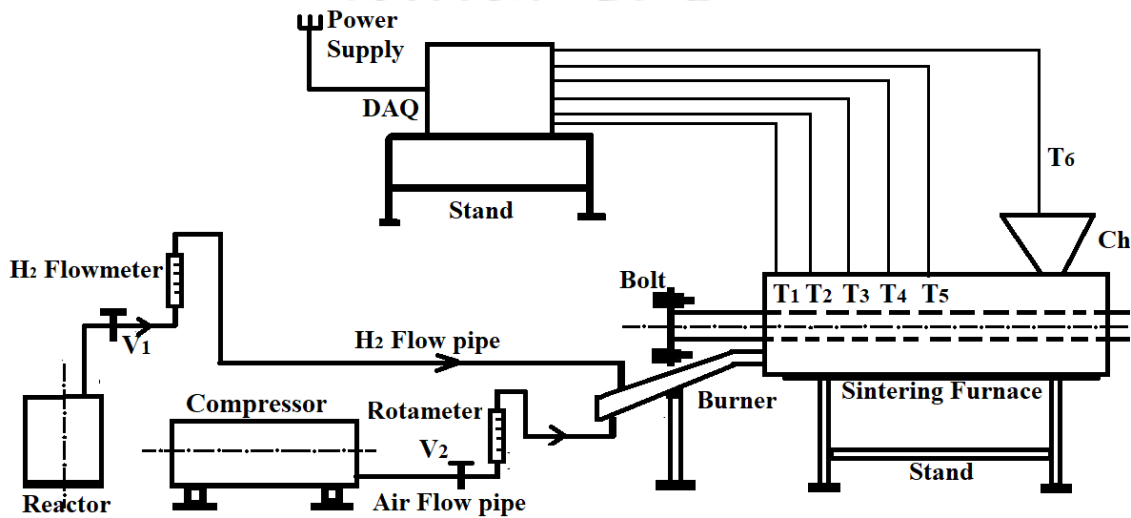 Power
Supply
DAQ
T6
Stand
Ch
H2 Flowmeter
Bolt
T1 T2 T3 T4 T5
V1
H2 Flow pipe
Compressor
Rotameter
Burner
Sintering Furnace
V2
Stand
Reactor
Air Flow pipe